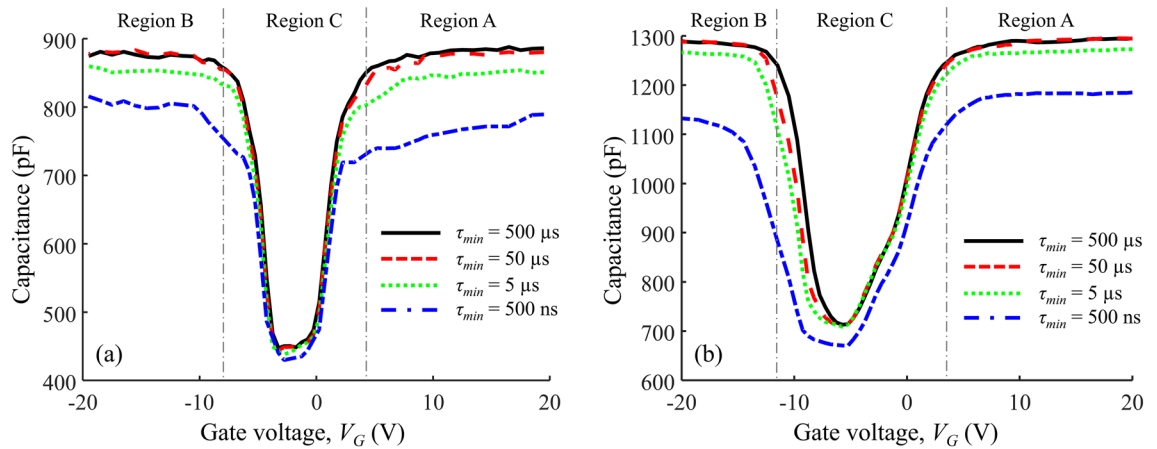 Region B Region C Region A
900
800
700
600
500
400
Capacitance (pF)
τmin = 500 µs
τmin = 50 µs
τmin = 5 µs
τmin = 500 ns
(a)
-20 -10 0 10 20
Gate voltage, VG (V)
Region B Region C Region A
1300
1200
1100
1000
900
800
700
600
Capacitance (pF)
τmin = 500 µs
τmin = 50 µs
τmin = 5 µs
τmin = 500 ns
(b)
-20 -10 0 10 20
Gate voltage, VG (V)